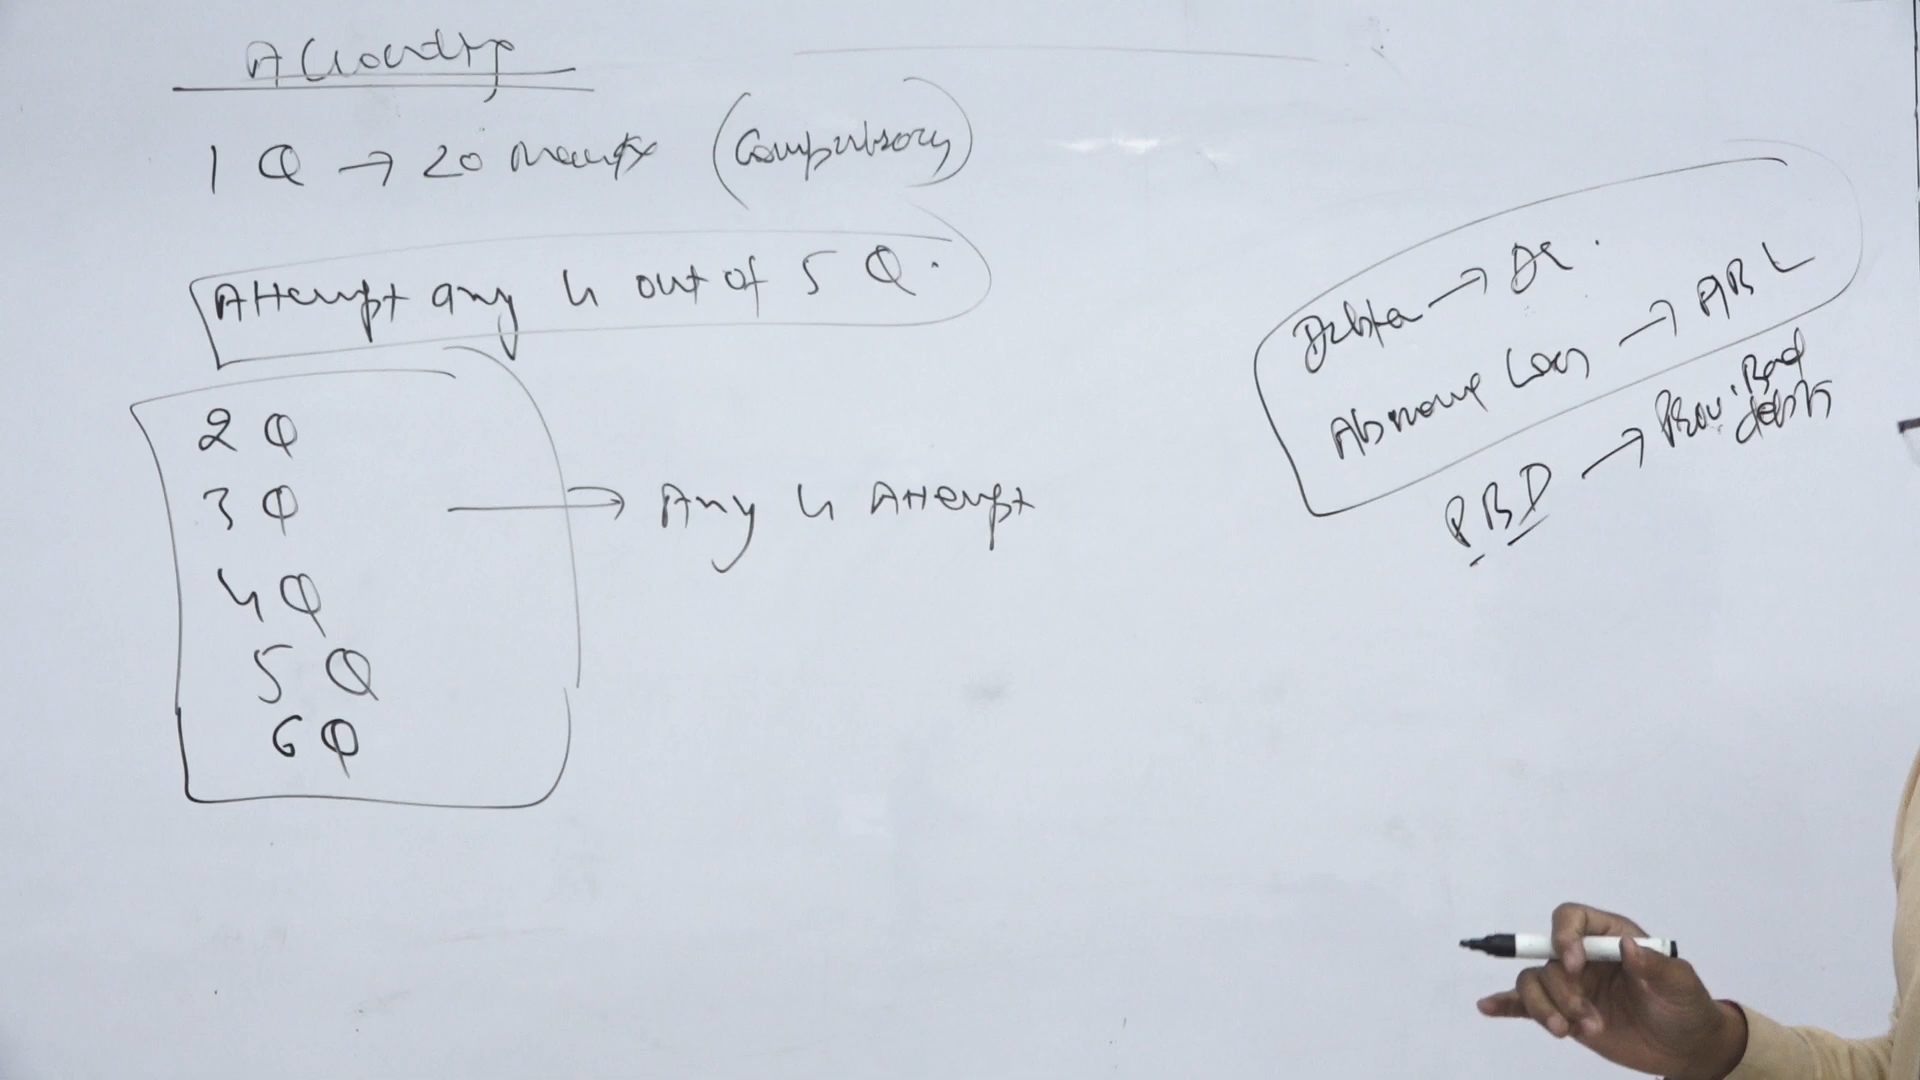 Accounting
1 Q → 20 Marks (Compulsory)
Attempt any 4 out of 5 Q.
2 Q
3 Q → Any 4 Attempt
4 Q
5 Q
6 Q
Debtor → Dr.
Abnormal Loss → ABL
PBD → Prov. Bad debts